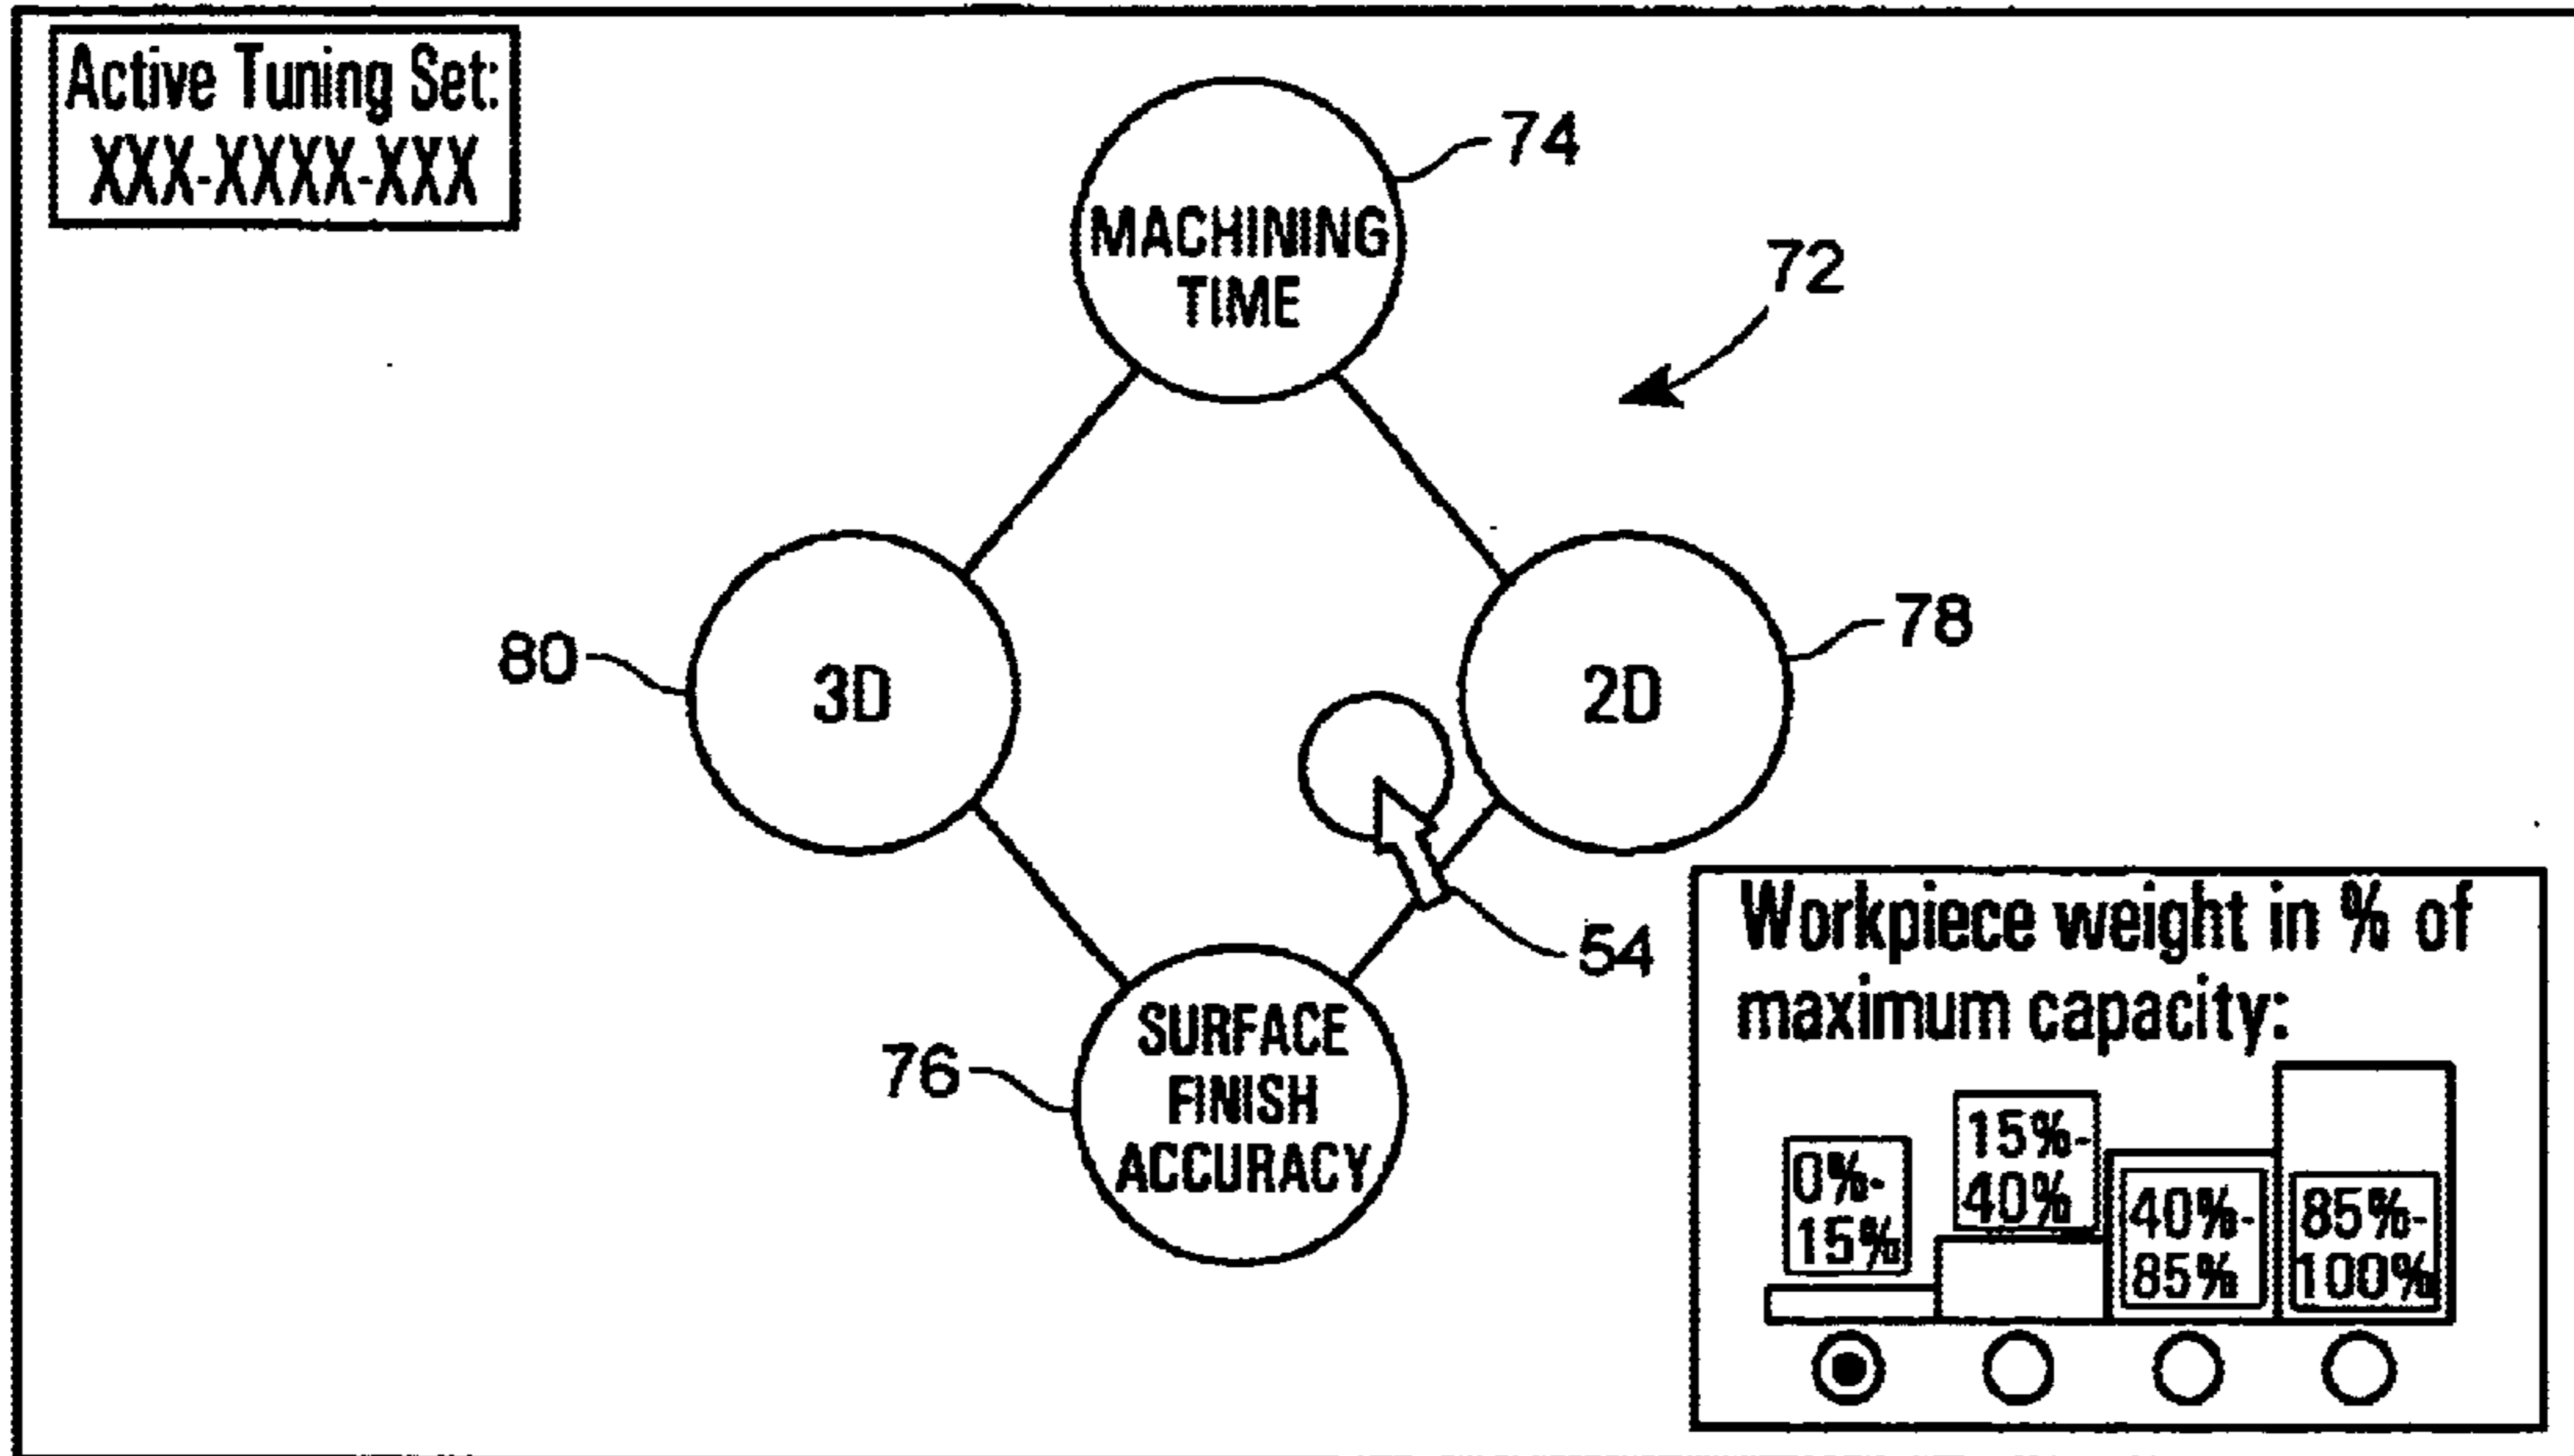 Active Tuning Set:
XXX-XXXX-XXX
74
MACHINING
TIME
72
80
3D
2D
78
54
76
SURFACE
FINISH
ACCURACY
Workpiece weight in % of
maximum capacity:
0%-
15%
15%-
40%
40%-
85%
85%-
100%